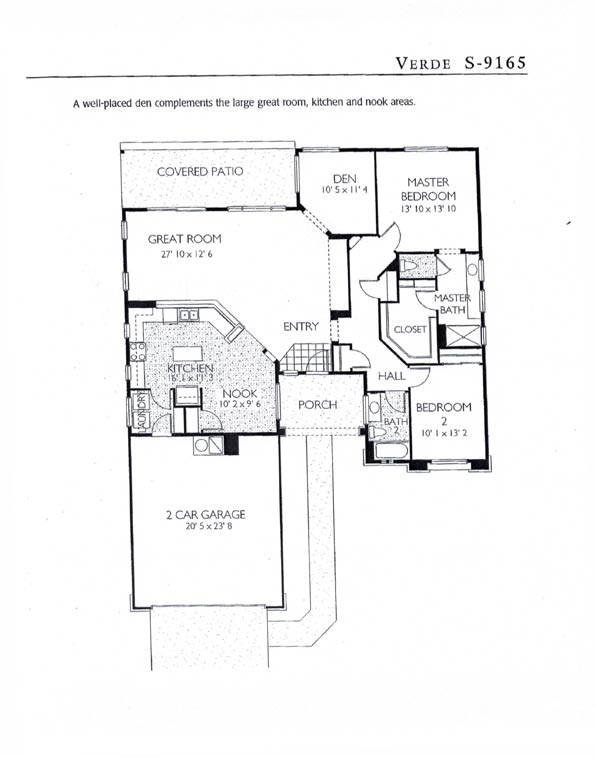 VERDE S-9165
A well-placed den complements the large great room, kitchen and nook areas.
COVERED PATIO
DEN
10' 5 x 11' 4
MASTER
BEDROOM
13' 10 x 13' 10
GREAT ROOM
27' 10 x 12' 6
MASTER
BATH
CLOSET
ENTRY
KITCHEN
16' 1 x 11' 3
HALL
NOOK
10' 2 x 9' 6
LAUNDRY
PORCH
BATH
2
BEDROOM
2
10' 1 x 13' 2
2 CAR GARAGE
20' 5 x 23' 8